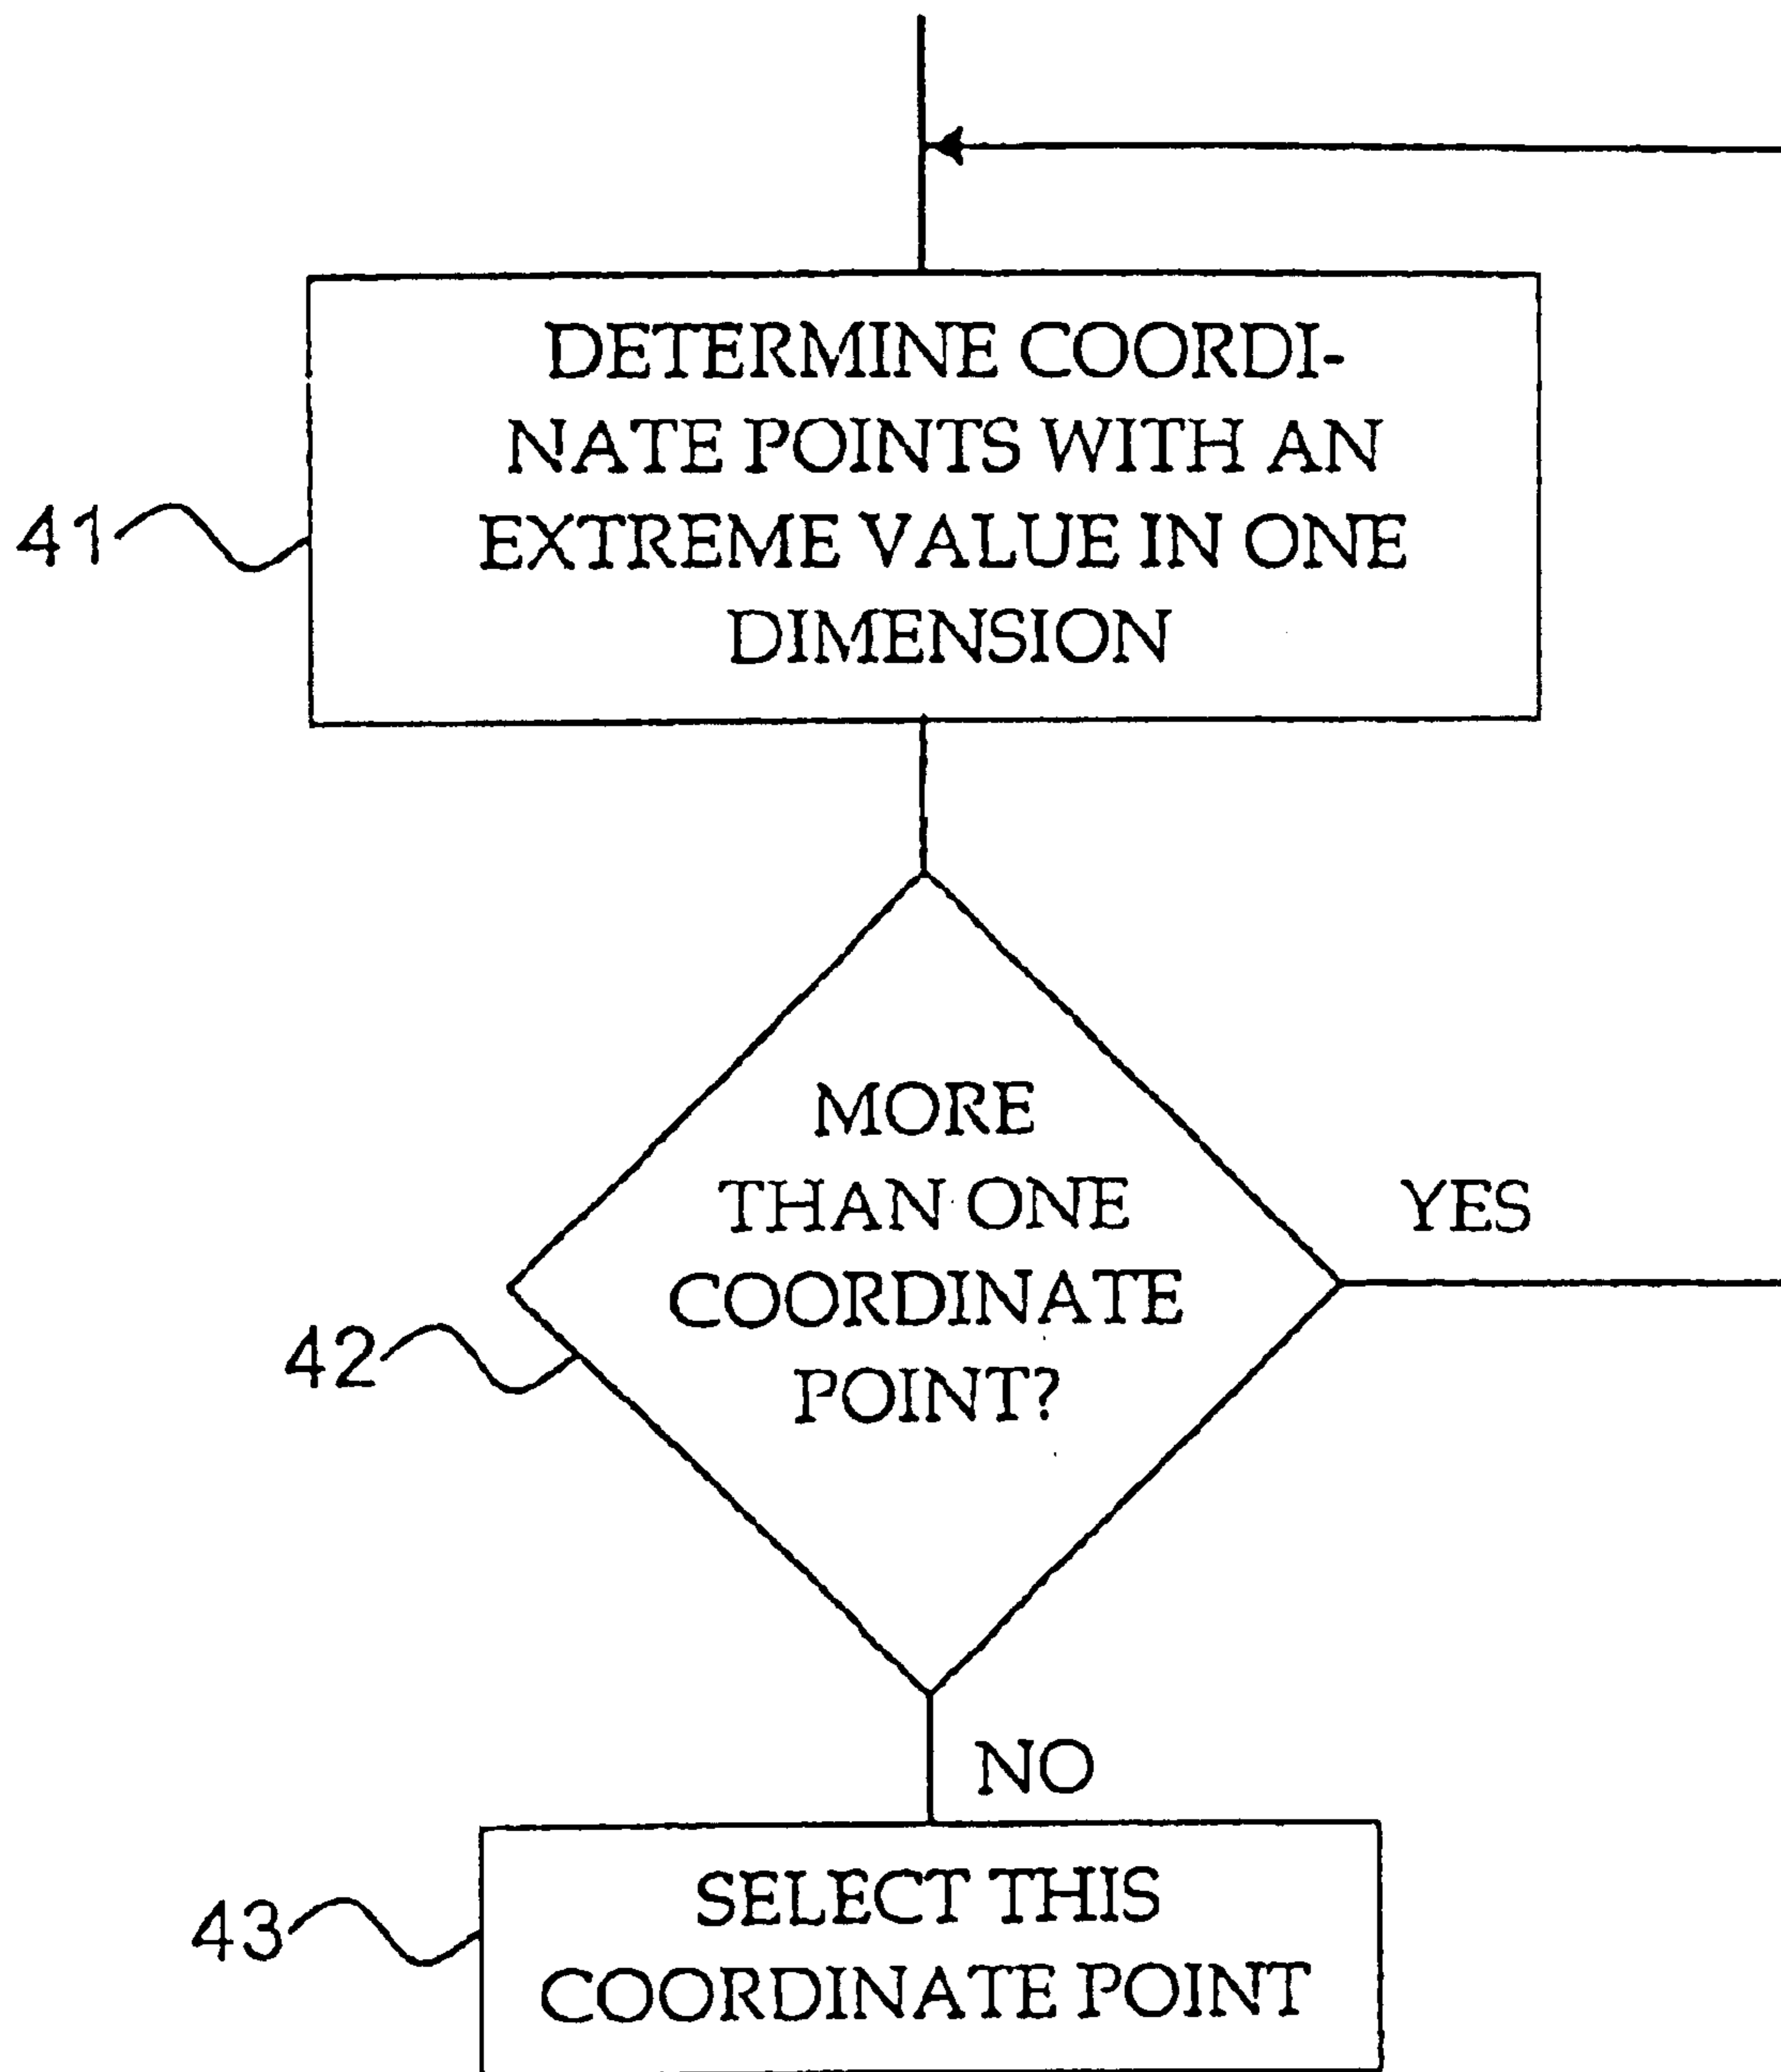 DETERMINE COORDI-
NATE POINTS WITH AN
EXTREME VALUE IN ONE
DIMENSION
41
MORE
THAN ONE
COORDINATE
POINT?
YES
42
NO
SELECT THIS
COORDINATE POINT
43